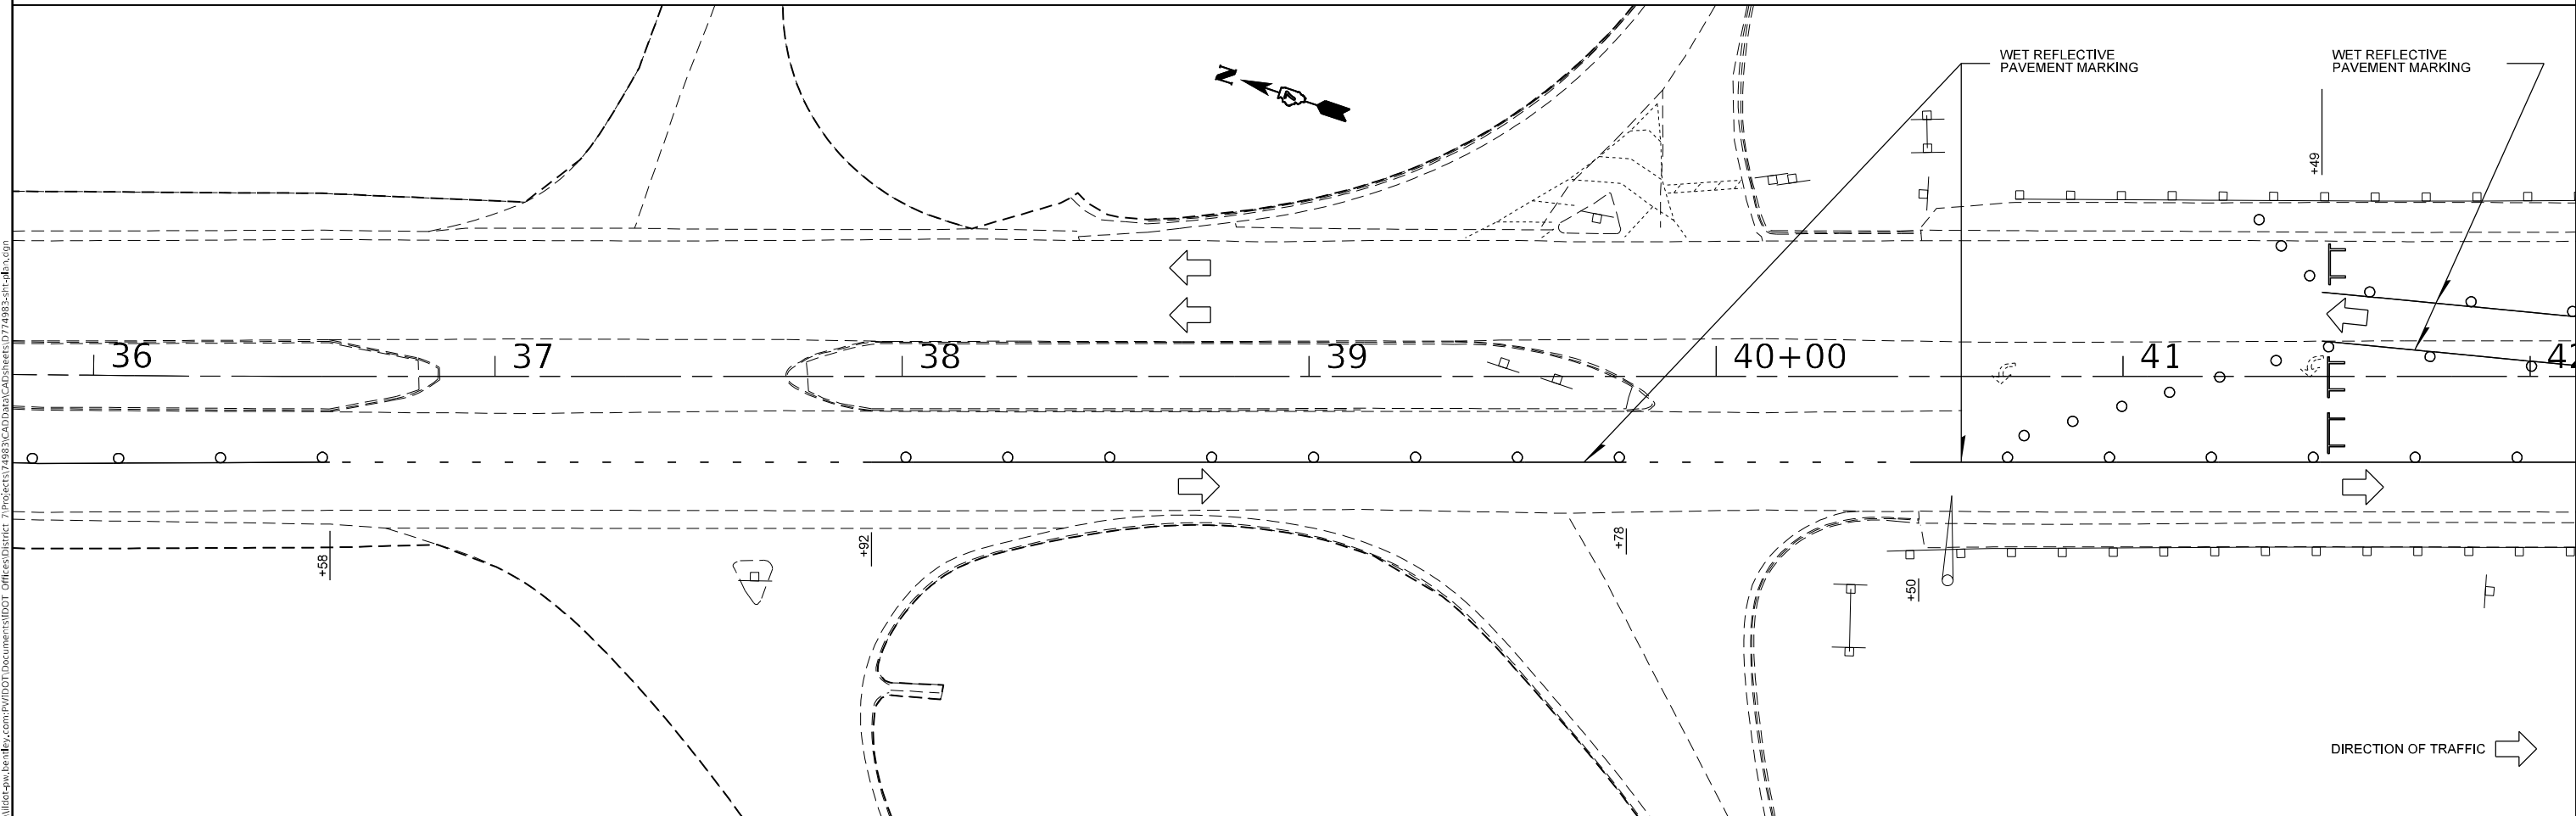 WET REFLECTIVE
PAVEMENT MARKING
WET REFLECTIVE
PAVEMENT MARKING
N
+49
36
37
38
39
40+00
41
42
+58
+92
+78
+50
DIRECTION OF TRAFFIC